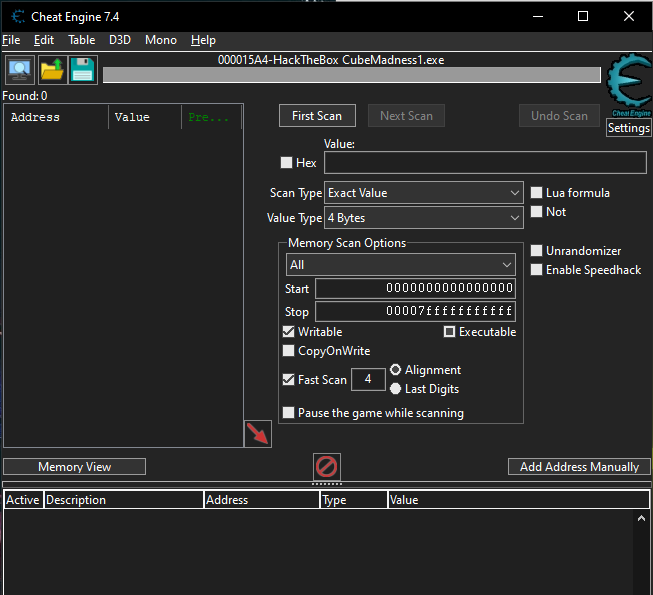 Cheat Engine 7.4
File Edit Table D3D Mono Help
000015A4-HackTheBox CubeMadness1.exe
Found: 0
Address Value Pre...
First Scan Next Scan Undo Scan
Cheat Engine
Settings
Value:
Hex
Scan Type Exact Value Lua formula
Value Type 4 Bytes Not
Memory Scan Options
All
Unrandomizer
Enable Speedhack
Start 0000000000000000
Stop 00007fffffffffff
Writable Executable
CopyOnWrite
Fast Scan 4 Alignment
Last Digits
Pause the game while scanning
Memory View Add Address Manually
Active Description Address Type Value